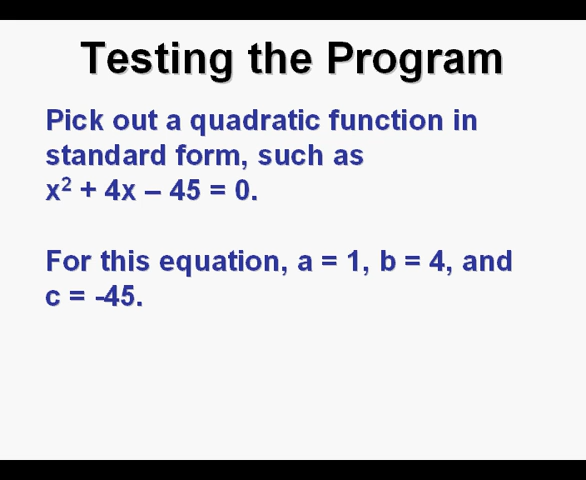 Testing the Program
Pick out a quadratic function in
standard form, such as
x² + 4x – 45 = 0.
For this equation, a = 1, b = 4, and
c = -45.